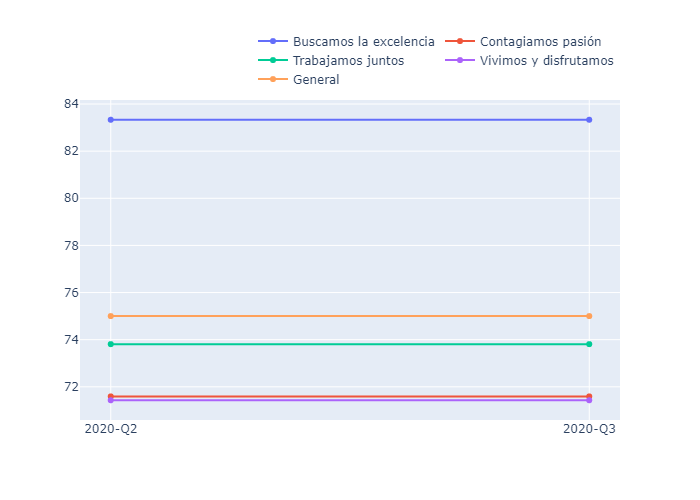 Buscamos la excelencia Contagiamos pasión
Trabajamos juntos Vivimos y disfrutamos
General
84
82
80
78
76
74
72
2020-Q2 2020-Q3